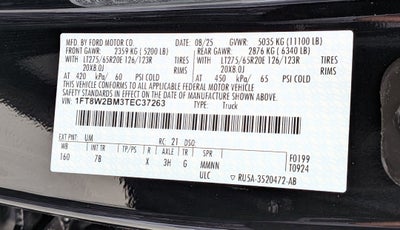 MFD. BY FORD MOTOR CO.
08/25 GVWR: 5035 KG (11100 LB)
FRONT GAWR: 2359 KG ( 5200 LB)
REAR GAWR: 2876 KG ( 6340 LB)
WITH LT275/65R20E 126/123R
WITH LT275/65R20E 126/123R
20X8.0J
20X8.0J
AT 420 kPa/ 60 PSI COLD
AT 450 kPa/ 65 PSI COLD
THIS VEHICLE CONFORMS TO ALL APPLICABLE FEDERAL MOTOR VEHICLE
SAFETY STANDARDS IN EFFECT ON THE DATE OF MANUFACTURE SHOWN ABOVE.
VIN: 1FT8W2BM3TEC37263
TYPE: Truck
EXT PNT: UM RC: 21 DSO:
WB INT TR TP/PS R AXLE TR SPR
160 7B X 3H G MMNN
F0199
T0924
ULC
RU5A-3520472-AB